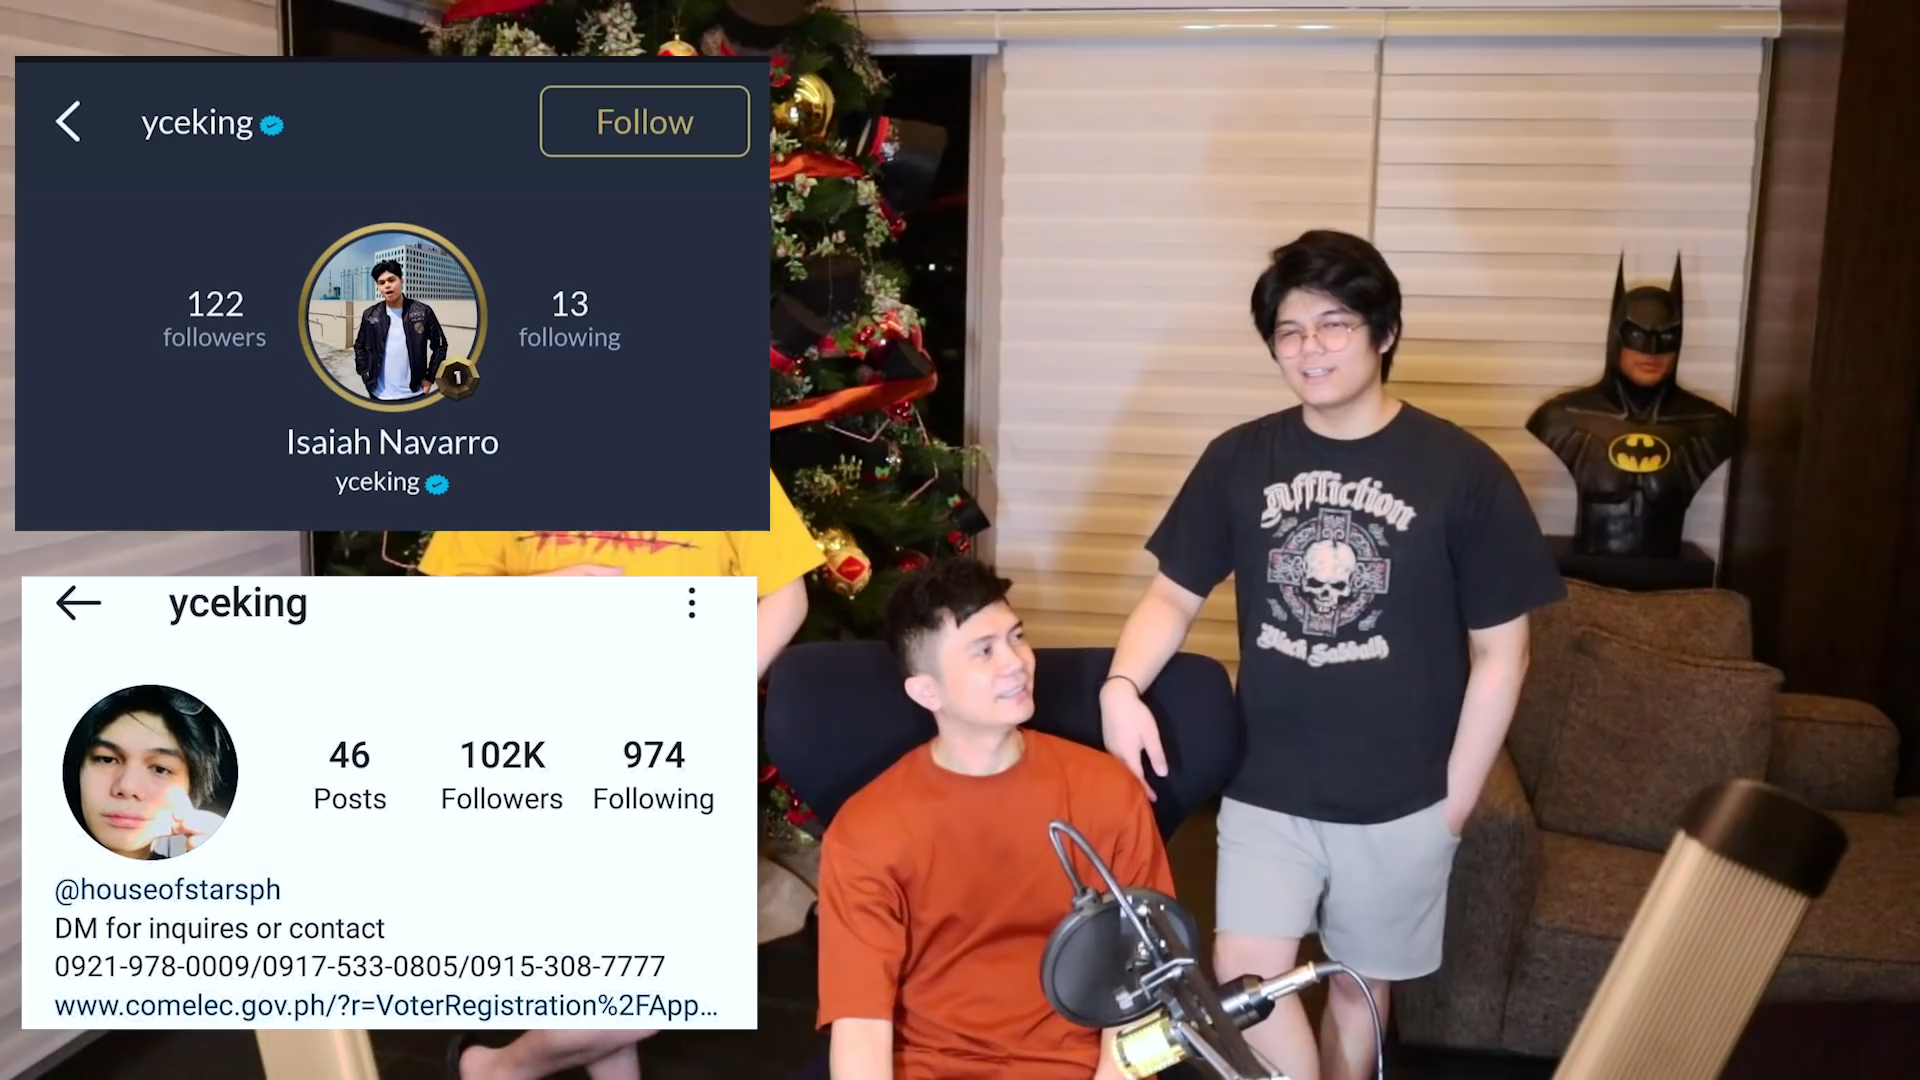 yceking
Follow
122
followers
13
following
1
Isaiah Navarro
yceking
yceking
46
Posts
102K
Followers
974
Following
@houseofstarsph
DM for inquires or contact
0921-978-0009/0917-533-0805/0915-308-7777
www.comelec.gov.ph/?r=VoterRegistration%2FApp...
Affliction
Black Sabbath